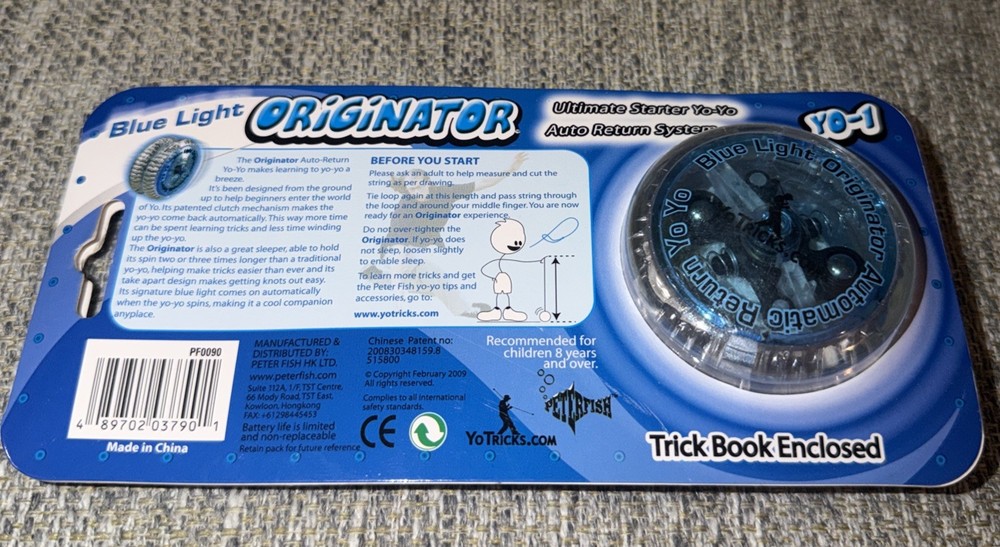 Blue Light ORIGINATOR
Ultimate Starter Yo-Yo
Auto Return System
YO-1
The Originator Auto-Return
Yo-Yo makes learning to yo-yo a
breeze.
It's been designed from the ground
up to help beginners enter the world
of Yo. Its patented clutch mechanism makes the
yo-yo come back automatically. This way more time
can be spent learning tricks and less time winding
up the yo-yo.
The Originator is also a great sleeper, able to hold
its spin two or three times longer than a traditional
yo-yo, helping make tricks easier than ever and its
take apart design makes getting knots out easy.
Its signature blue light comes on automatically
when the yo-yo spins, making it a cool companion
anyplace.
BEFORE YOU START
Please ask an adult to help measure and cut the
string as per drawing.
Tie loop again at this length and pass string through
the loop and around your middle finger. You are now
ready for an Originator experience.
Do not over-tighten the
Originator. If yo-yo does
not sleep, loosen slightly
to enable sleep.
To learn more tricks and get
the Peter Fish yo-yo tips and
accessories, go to:
www.yotricks.com
Blue Light Originator Automatic Return Yo Yo
YoTricks.co
PF0090
4 89702 03790 1
Made in China
MANUFACTURED &
DISTRIBUTED BY:
PETER FISH HK LTD.
www.peterfish.com
Suite 112A, 1/F, TST Centre,
66 Mody Road, TST East,
Kowloon, Hongkong
FAX: +61298445453
Battery life is limited
and non-replaceable
Retain pack for future reference
Chinese Patent no:
200830348159.8
515800
© Copyright February 2009
All rights reserved.
Complies to all international
safety standards.
CE
Recommended for
children 8 years
and over.
YoTricks.com
PETERFISH
Trick Book Enclosed